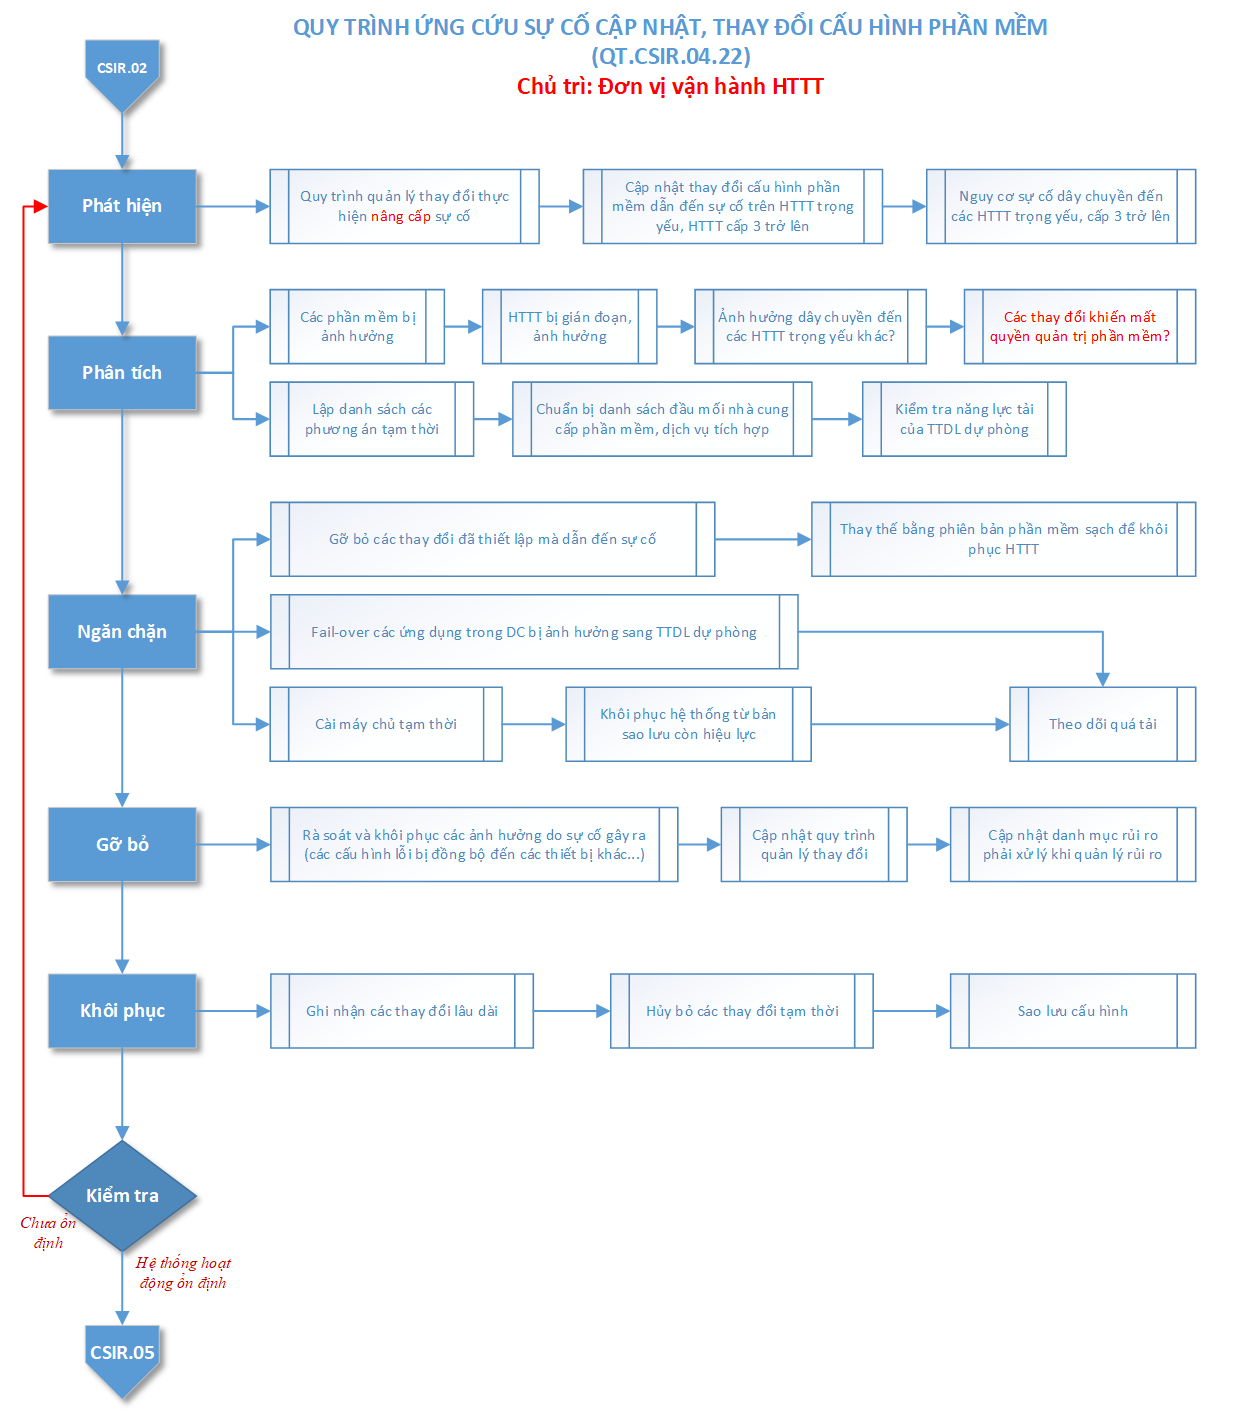 QUY TRÌNH ỨNG CỨU SỰ CỐ CẬP NHẬT, THAY ĐỔI CẤU HÌNH PHẦN MỀM
(QT.CSIR.04.22)
Chủ trì: Đơn vị vận hành HTTT
CSIR.02
Phát hiện
Quy trình quản lý thay đổi thực
hiện nâng cấp sự cố
Cập nhật thay đổi cấu hình phần
mềm dẫn đến sự cố trên HTTT trọng
yếu, HTTT cấp 3 trở lên
Nguy cơ sự cố dây chuyền đến
các HTTT trọng yếu, cấp 3 trở lên
Phân tích
Các phần mềm bị
ảnh hưởng
HTTT bị gián đoạn,
ảnh hưởng
Ảnh hưởng dây chuyền đến
các HTTT trọng yếu khác?
Các thay đổi khiến mất
quyền quản trị phần mềm?
Lập danh sách các
phương án tạm thời
Chuẩn bị danh sách đầu mối nhà cung
cấp phần mềm, dịch vụ tích hợp
Kiểm tra năng lực tải
của TTDL dự phòng
Ngăn chặn
Gỡ bỏ các thay đổi đã thiết lập mà dẫn đến sự cố
Thay thế bằng phiên bản phần mềm sạch để khôi
phục HTTT
Fail-over các ứng dụng trong DC bị ảnh hưởng sang TTDL dự phòng
Cài máy chủ tạm thời
Khôi phục hệ thống từ bản
sao lưu còn hiệu lực
Theo dõi quá tải
Gỡ bỏ
Rà soát và khôi phục các ảnh hưởng do sự cố gây ra
(các cấu hình lỗi bị đồng bộ đến các thiết bị khác...)
Cập nhật quy trình
quản lý thay đổi
Cập nhật danh mục rủi ro
phải xử lý khi quản lý rủi ro
Khôi phục
Ghi nhận các thay đổi lâu dài
Hủy bỏ các thay đổi tạm thời
Sao lưu cấu hình
Kiểm tra
Chưa ổn
định
Hệ thống hoạt
động ổn định
CSIR.05